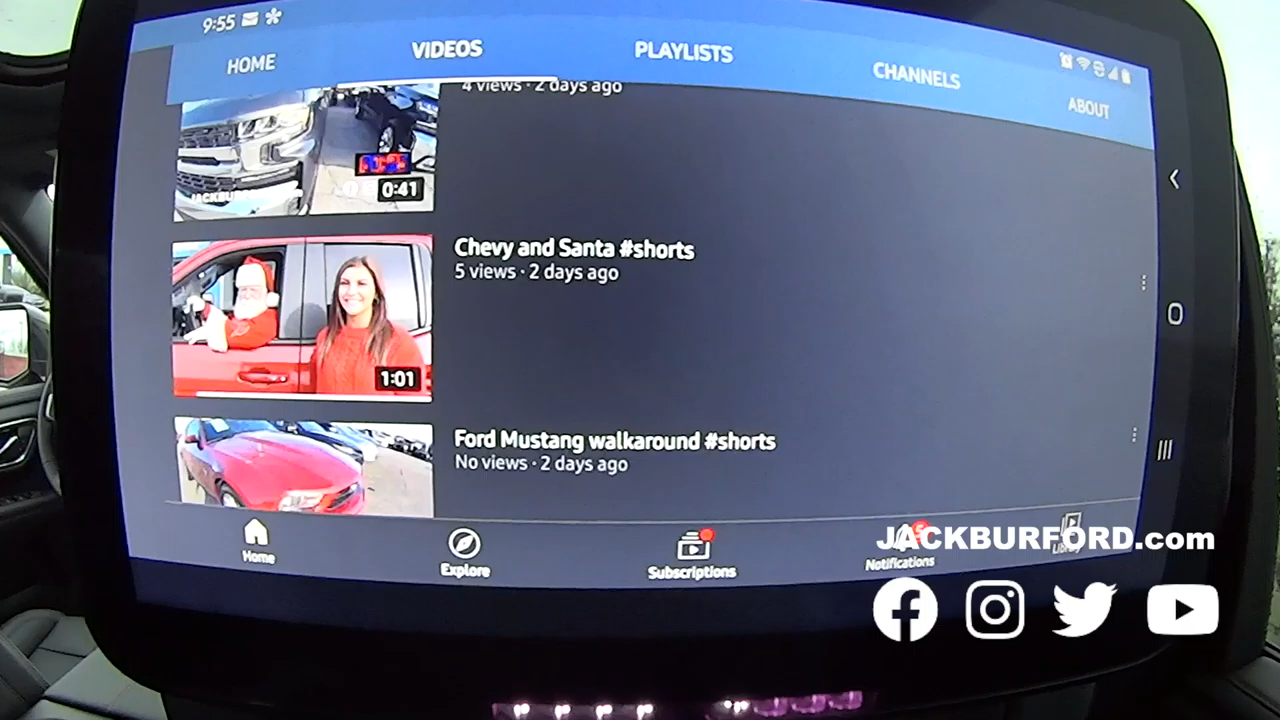 9:55
HOME
VIDEOS
PLAYLISTS
CHANNELS
ABOUT
4 views · 2 days ago
0:41
Chevy and Santa #shorts
5 views · 2 days ago
1:01
Ford Mustang walkaround #shorts
No views · 2 days ago
Home
Explore
Subscriptions
Notifications
JACKBURFORD.com